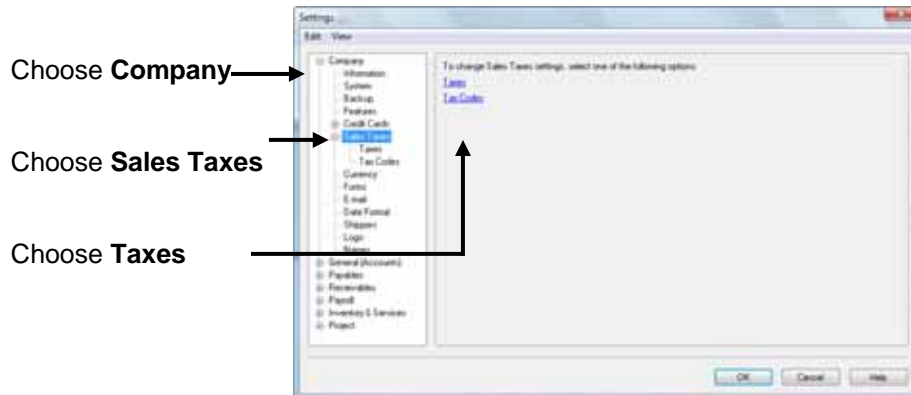 Settings
Edit View
Choose Company
Company
Information
System
Backup
Features
Credit Cards
Sales Taxes
Taxes
Tax Codes
Currency
Forms
E-mail
Date Format
Shippers
Logo
Names
General (Accounts)
Payables
Receivables
Payroll
Inventory & Services
Project
To change Sales Taxes settings, select one of the following options:
Taxes
Tax Codes
Choose Sales Taxes
Choose Taxes
OK Cancel Help